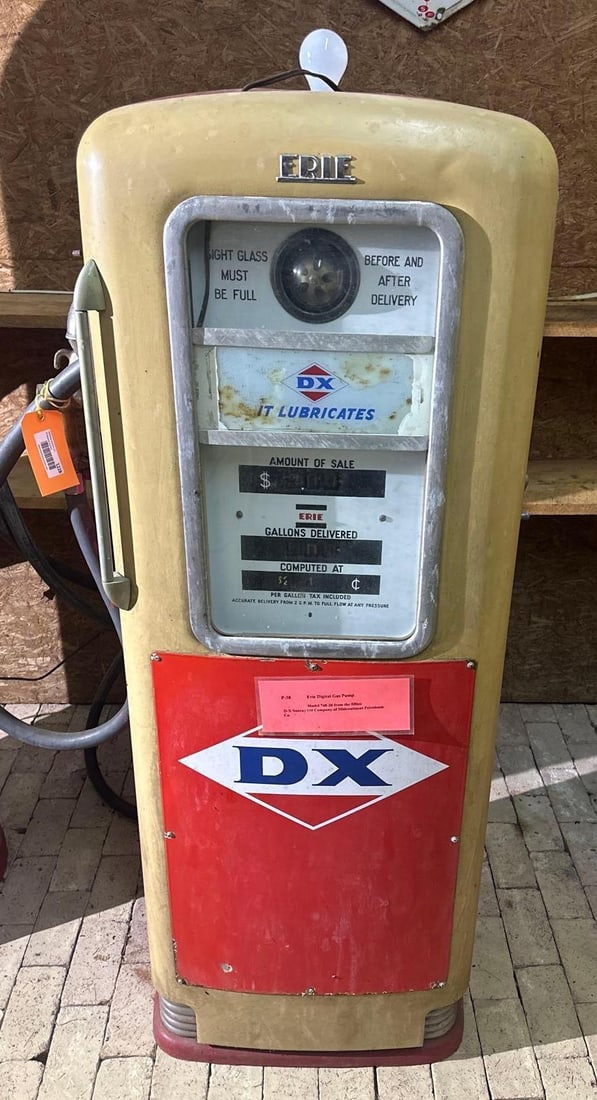 ERIE
SIGHT GLASS
MUST
BE FULL
BEFORE AND
AFTER
DELIVERY
DX
IT LUBRICATES
AMOUNT OF SALE
$
ERIE
GALLONS DELIVERED
COMPUTED AT
¢
PER GALLON TAX INCLUDED
ACCURATE DELIVERY FROM 2 G.P.M. TO FULL FLOW AT ANY PRESSURE
P-38 Erie Digital Gas Pump
Co
DX